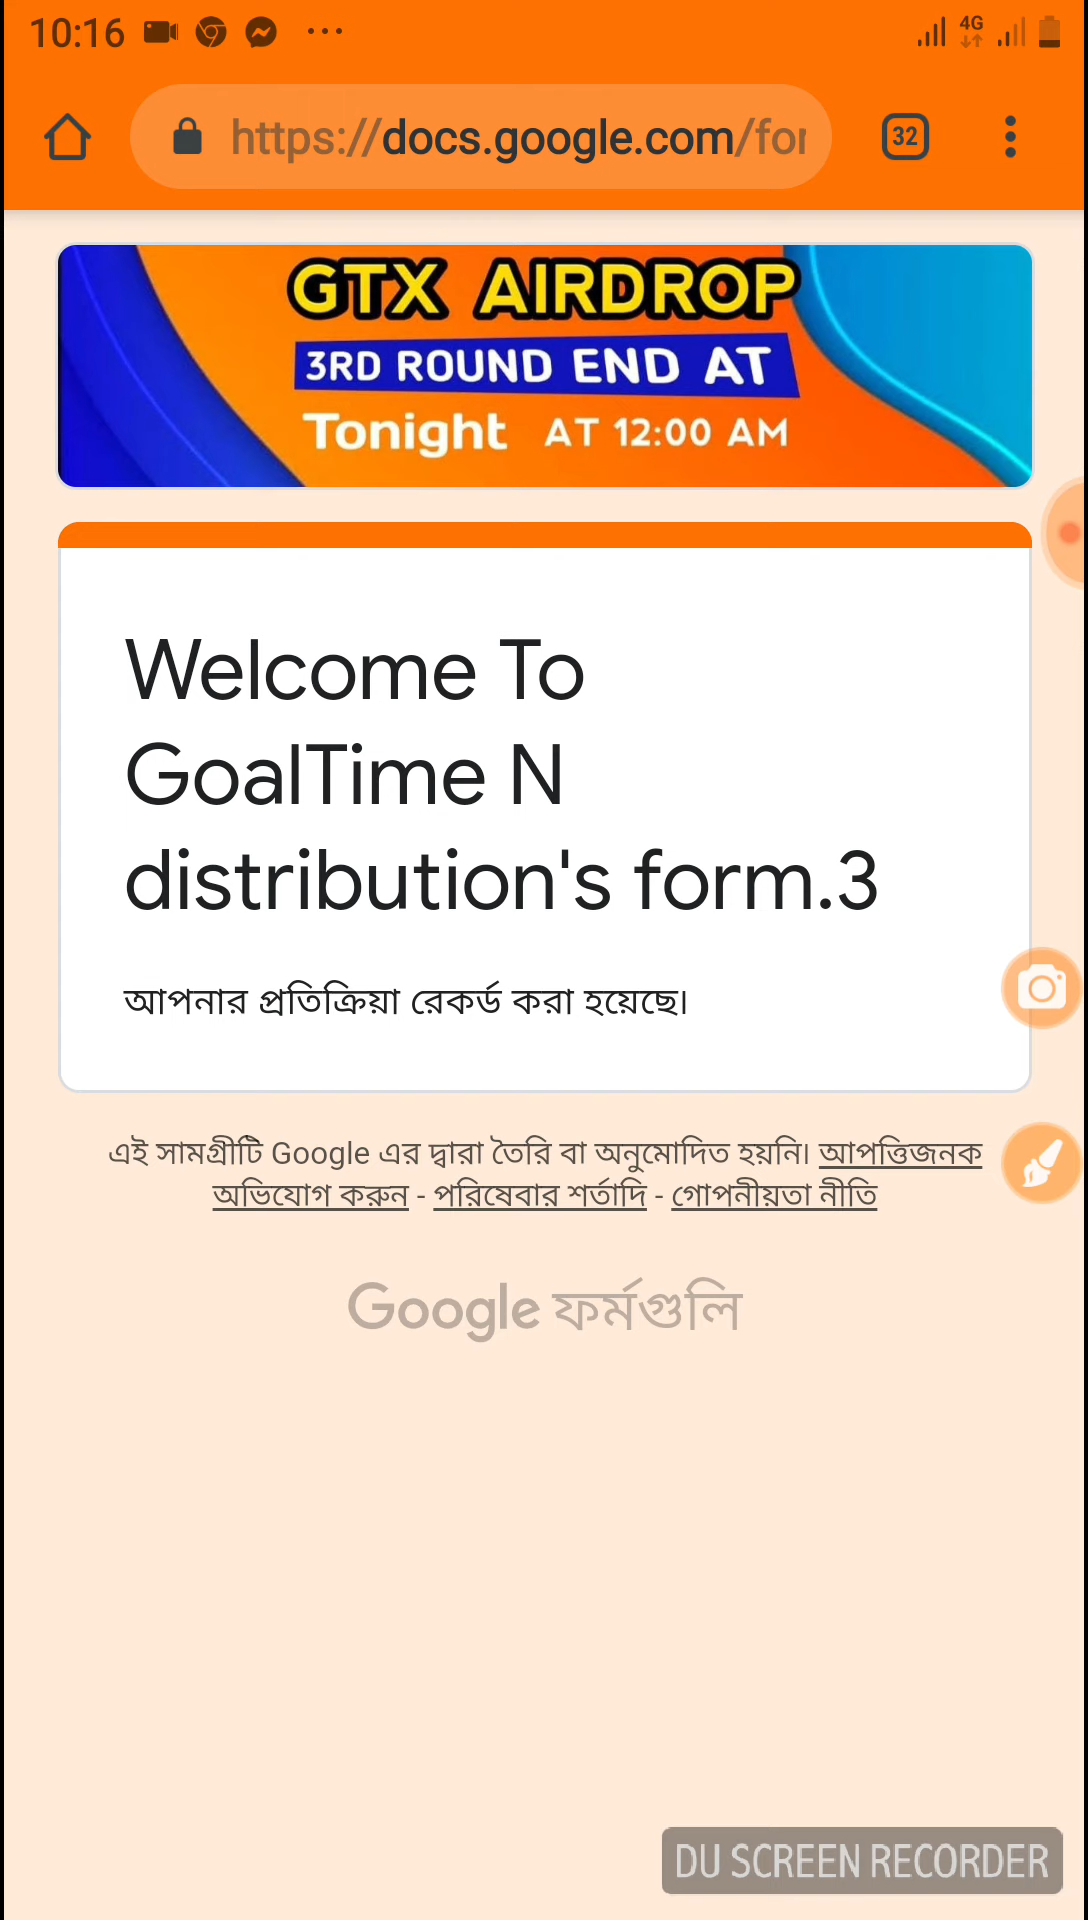 10:16
4G
https://docs.google.com/for
32
GTX AIRDROP
3RD ROUND END AT
Tonight AT 12:00 AM
Welcome To
GoalTime N
distribution's form.3
আপনার প্রতিক্রিয়া রেকর্ড করা হয়েছে।
এই সামগ্রীটি Google এর দ্বারা তৈরি বা অনুমোদিত হয়নি। আপত্তিজনক
অভিযোগ করুন - পরিষেবার শর্তাদি - গোপনীয়তা নীতি
Google ফর্মগুলি
DU SCREEN RECORDER